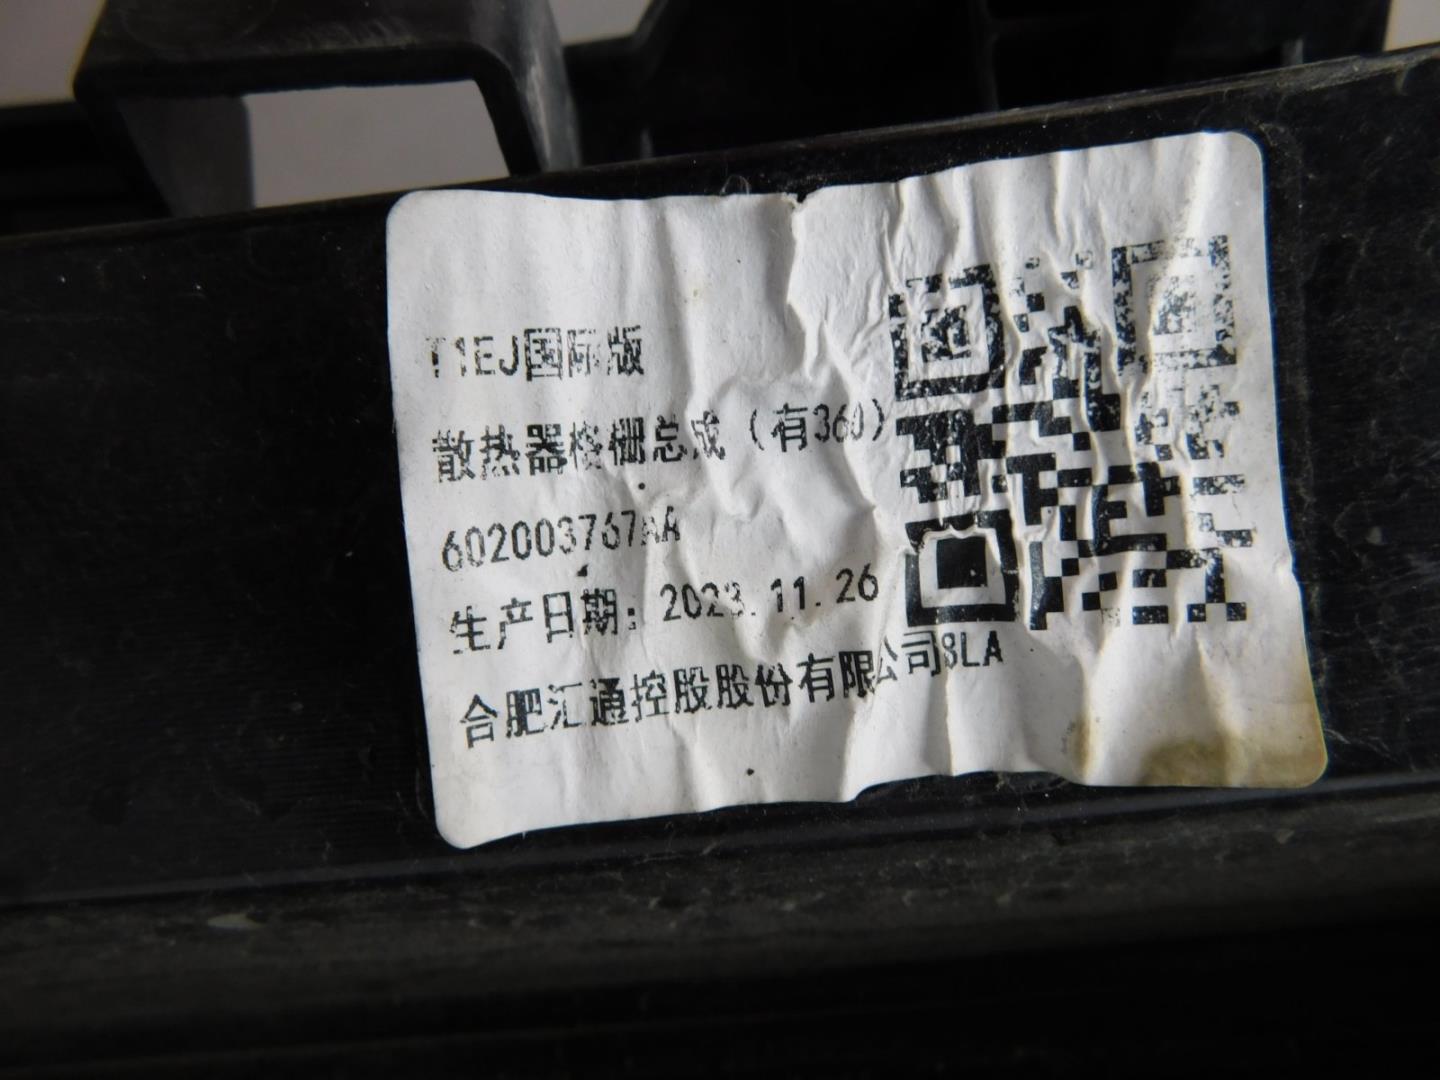 T1EJ国际版
散热器格栅总成（有360）
602003767AA
生产日期：2023.11.26
合肥汇通控股股份有限公司8LA